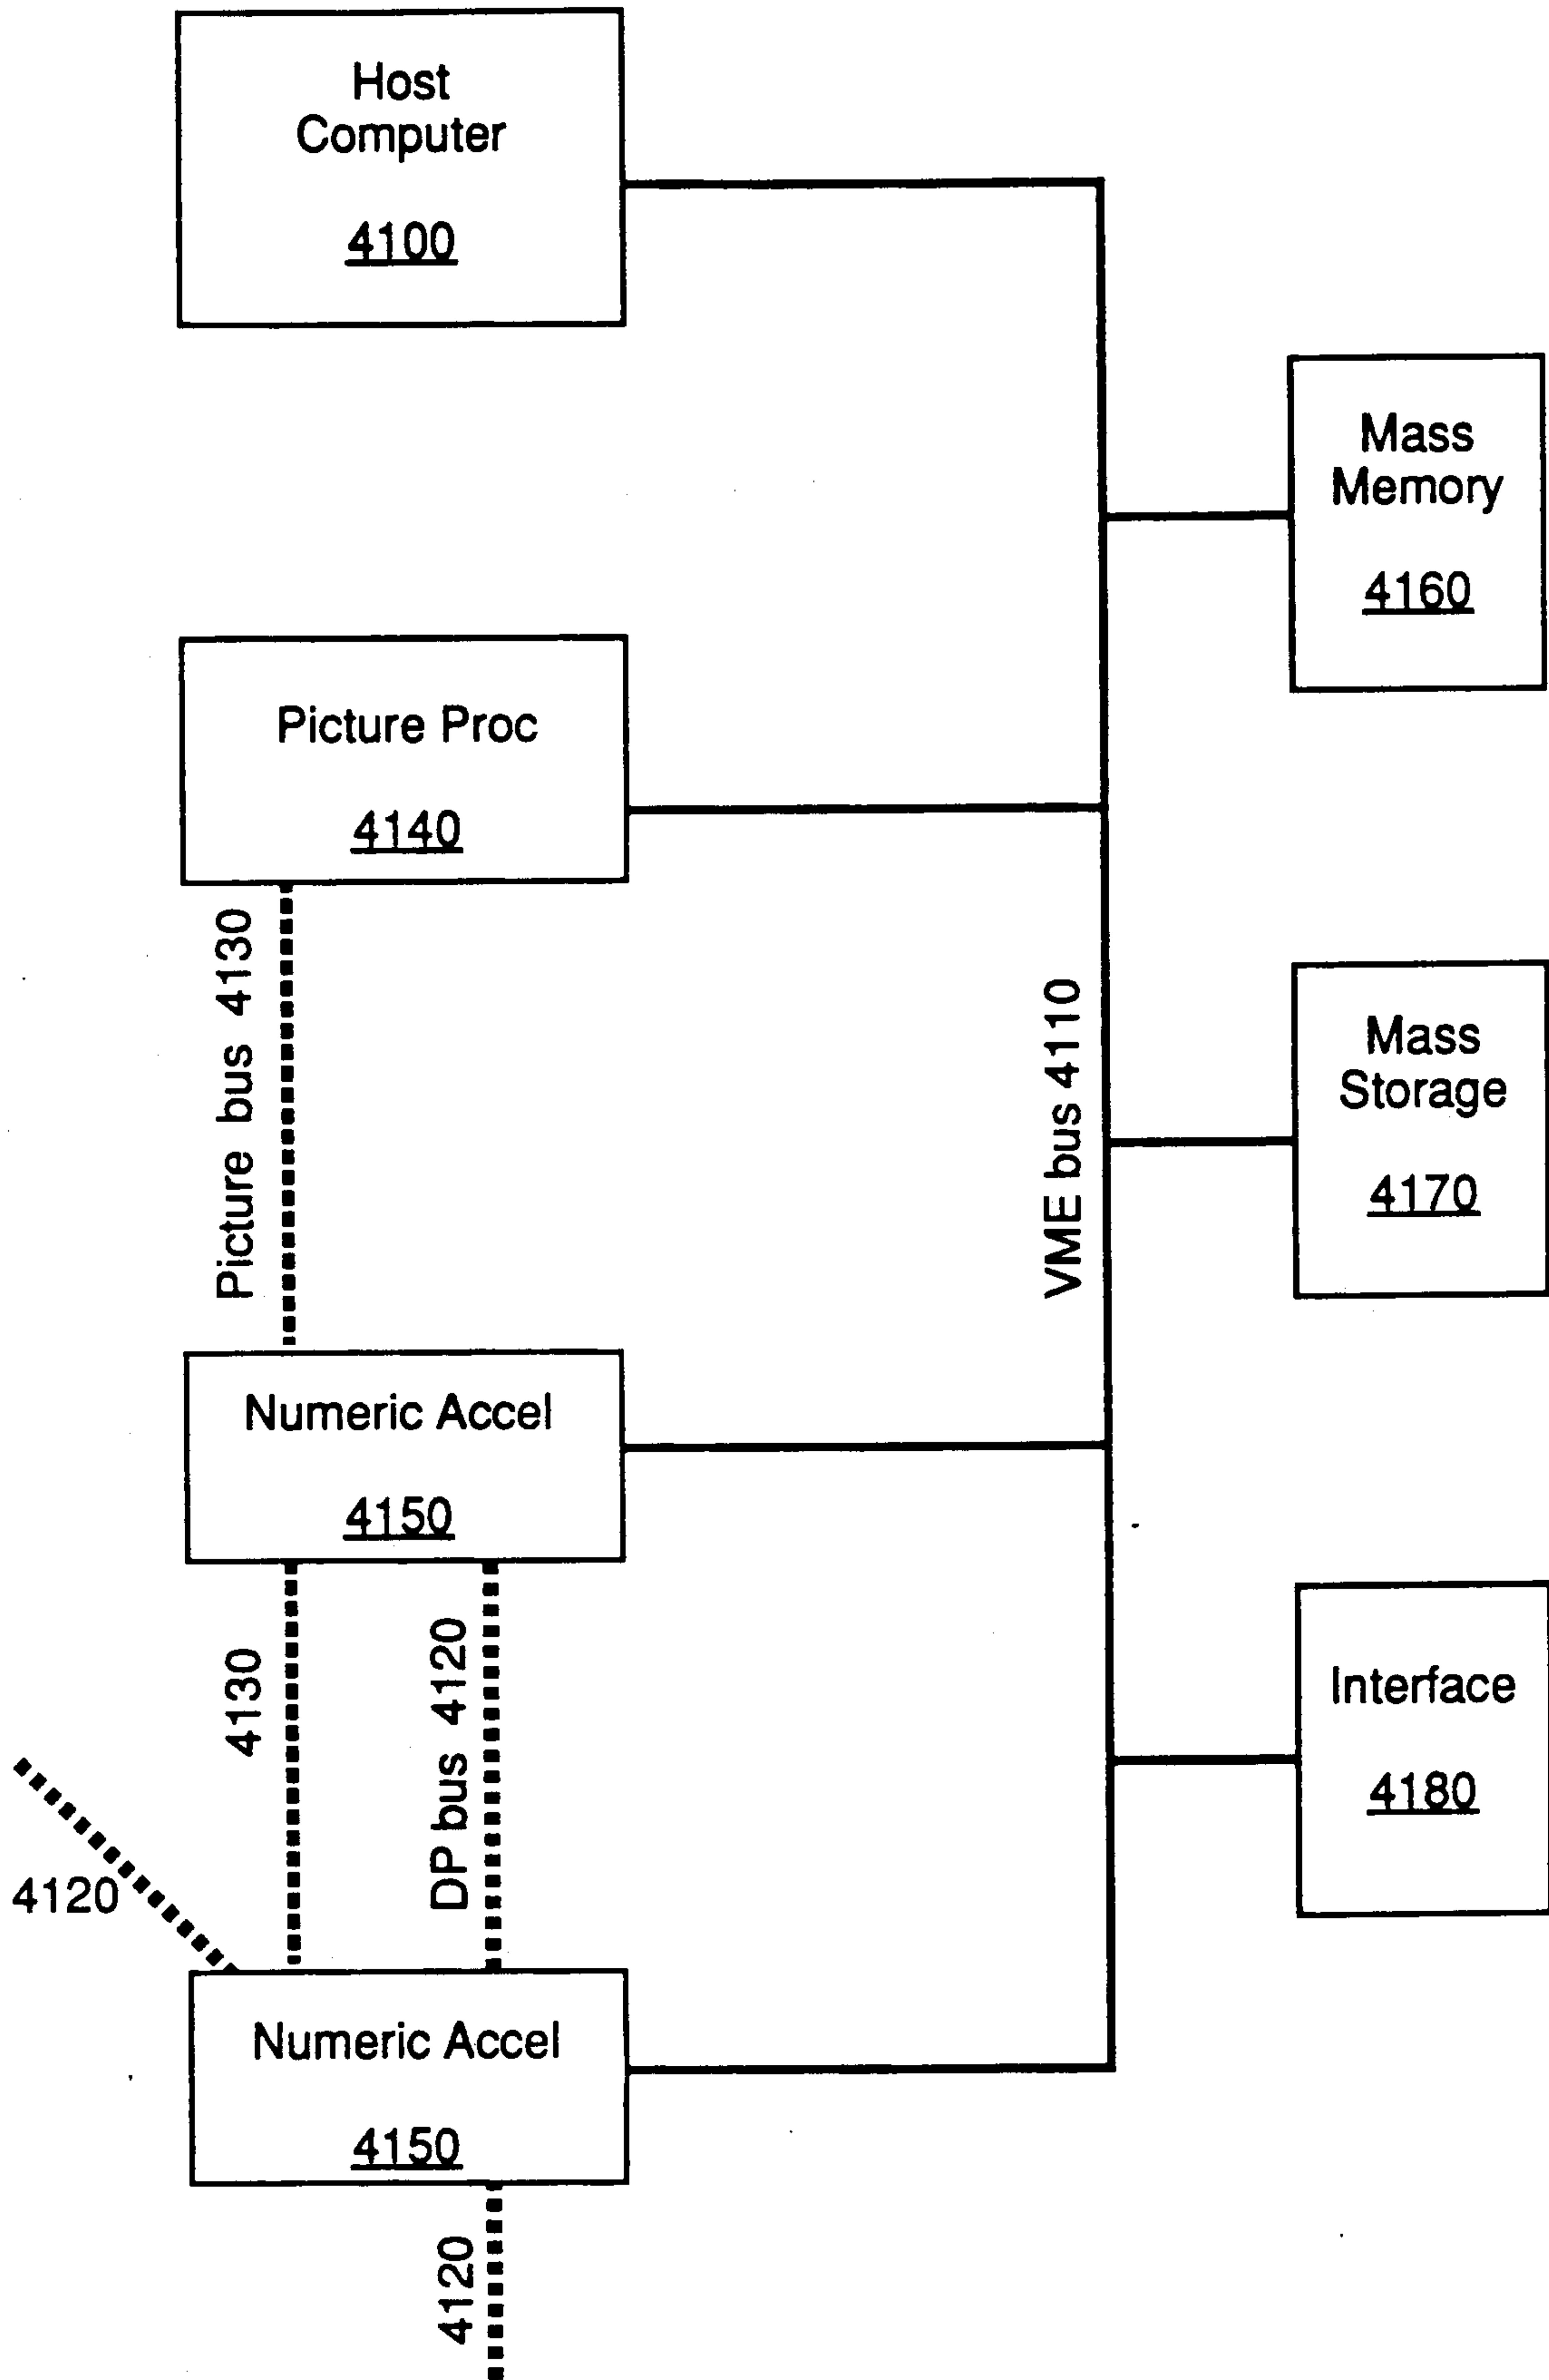 Host
Computer
4100
Mass
Memory
4160
Picture Proc
4140
Picture bus 4130
VME bus 4110
Mass
Storage
4170
Numeric Accel
4150
4130
DP bus 4120
Interface
4180
4120
Numeric Accel
4150
4120